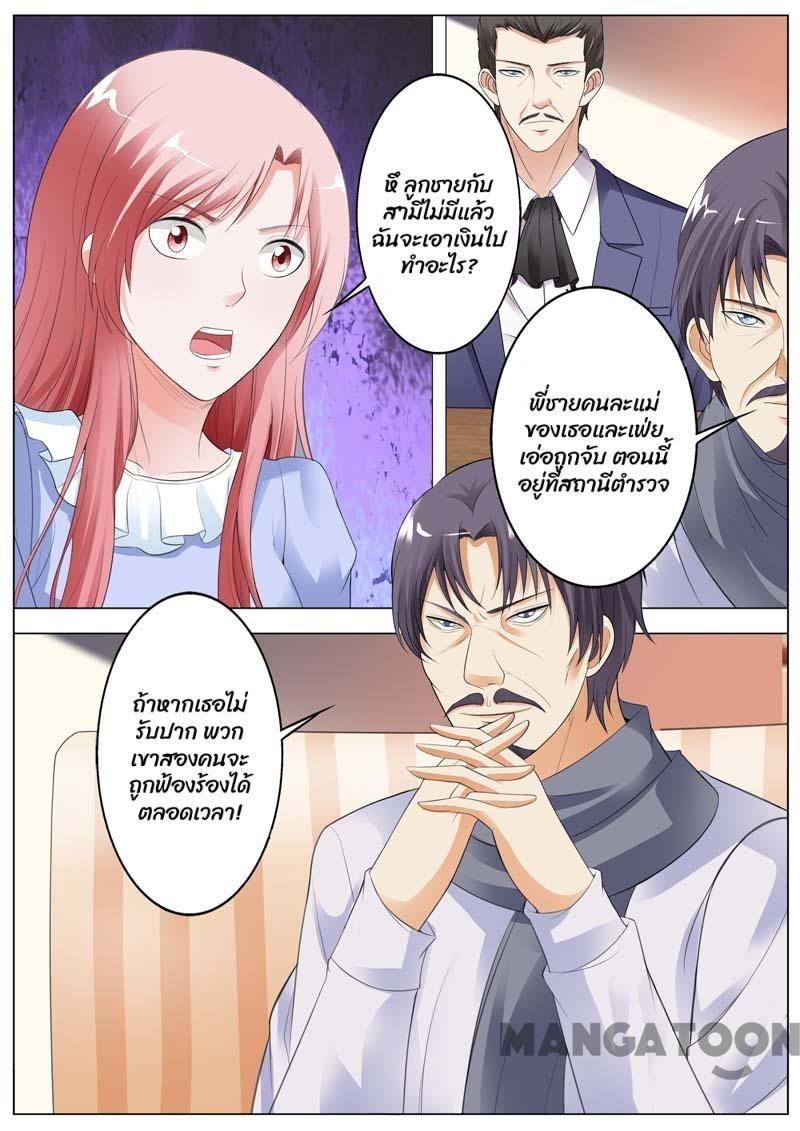 หึ ลูกชายกับ
สามีไม่มีแล้ว
ฉันจะเอาเงินไป
ทำอะไร?
พี่ชายคนละแม่
ของเธอและเฟ่ย
เอ่อถูกจับ ตอนนี้
อยู่ที่สถานีตำรวจ
ถ้าหากเธอไม่
รับปาก พวก
เขาสองคนจะ
ถูกฟ้องร้องได้
ตลอดเวลา!
MANGATOON